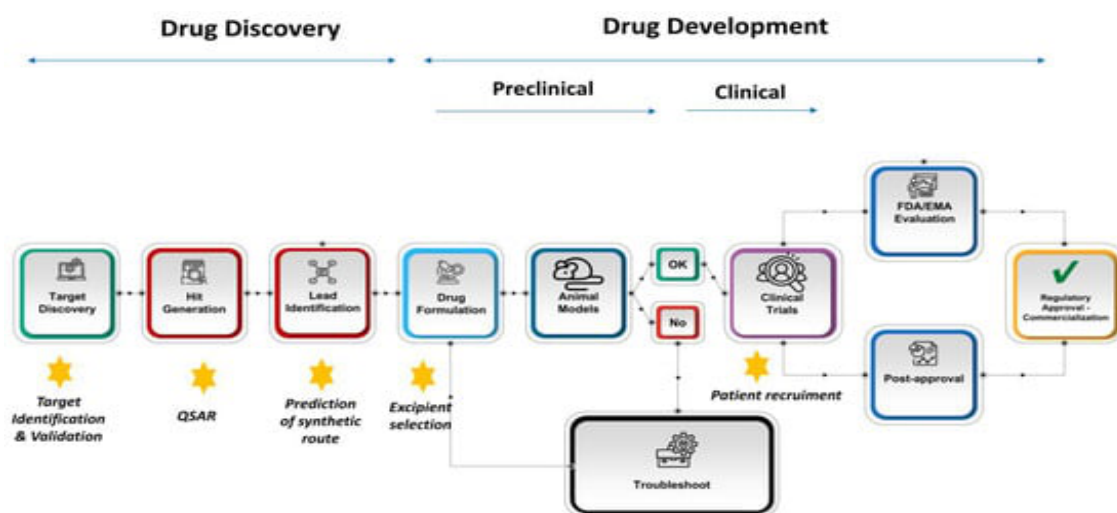 Drug Discovery
Drug Development
Preclinical
Clinical
FDA/EMA
Evaluation
Target
Discovery
Hit
Generation
Lead
Identification
Drug
Formulation
Animal
Models
OK
No
Clinical
Trials
Regulatory
Approval -
Commercialization
Post-approval
Target
Identification
& Validation
QSAR
Prediction
of synthetic
route
Excipient
selection
Patient recruiment
Troubleshoot